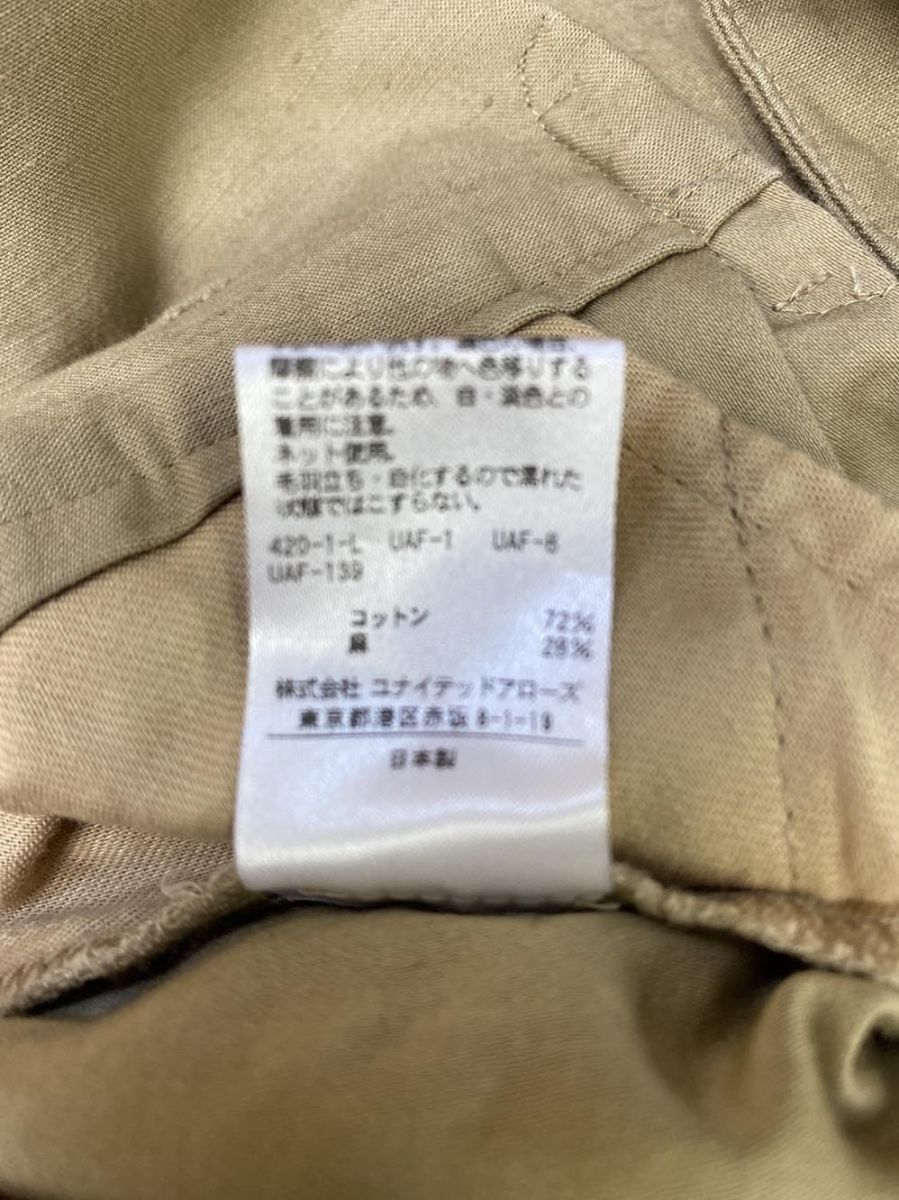 摩擦により他の物へ色移りする
ことがあるため、白・淡色との
着用に注意。
ネット使用。
毛羽立ち・白化するので濡れた
状態ではこすらない。
420-1-L UAF-1 UAF-8
UAF-139
コットン 72%
麻 28%
株式会社 ユナイテッドアローズ
東京都港区赤坂8-1-19
日本製